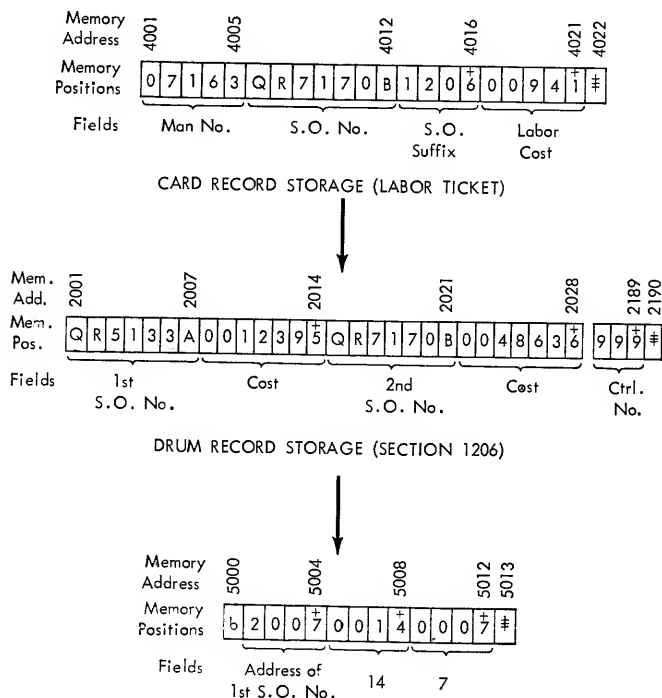 Memory Address 4001 4005 4012 4016 4021 4022
Memory Positions 0 7 1 6 3 Q R 7 1 7 0 B 1 2 0 6+ 0 0 9 4 1+ ‡
Fields Man No. S.O. No. S.O. Suffix Labor Cost
CARD RECORD STORAGE (LABOR TICKET)
Mem. Add. 2001 2007 2014 2021 2028 2189 2190
Mem. Pos. Q R 5 1 3 3 A 0 0 1 2 3 9 5+ Q R 7 1 7 0 B 0 0 4 8 6 3 6+ 9 9 9+ ‡
Fields 1st S.O. No. Cost 2nd S.O. No. Cost Ctrl. No.
DRUM RECORD STORAGE (SECTION 1206)
Memory Address 5000 5004 5008 5012 5013
Memory Positions b 2 0 0 7+ 0 0 1 4+ 0 0 0 7+ ‡
Fields Address of 1st S.O. No. 14 7